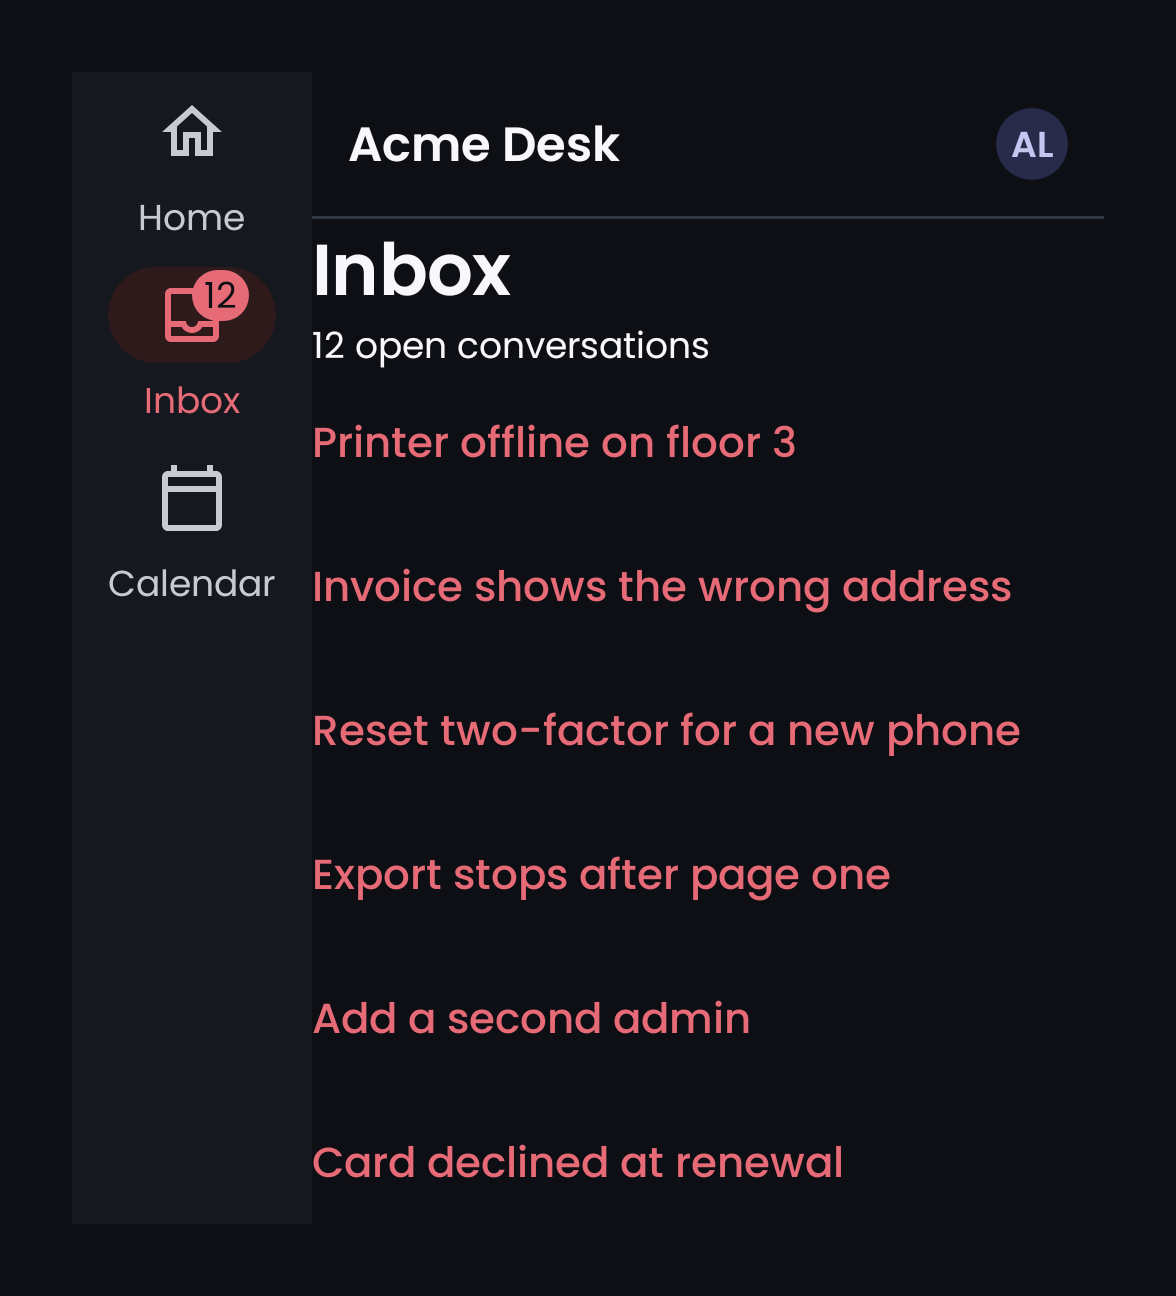 Home
12
Inbox
Calendar
Acme Desk
AL
Inbox
12 open conversations
Printer offline on floor 3
Invoice shows the wrong address
Reset two-factor for a new phone
Export stops after page one
Add a second admin
Card declined at renewal